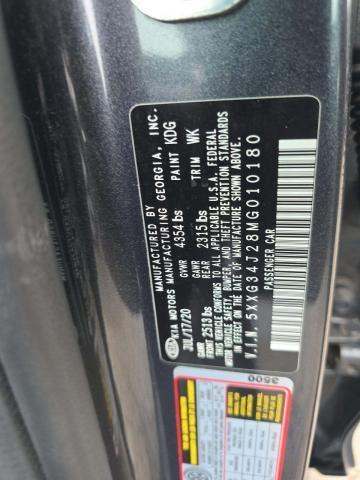 KIA MOTORS MANUFACTURING GEORGIA, INC.
MANUFACTURED BY
JUL/17/20
GVWR
4354 lbs
PAINT KDG
GAWR
FRONT 2513 lbs
GAWR
REAR 2315 lbs
TRIM WK
THIS VEHICLE CONFORMS TO ALL APPLICABLE U.S.A. FEDERAL
MOTOR VEHICLE SAFETY, BUMPER AND THEFT PREVENTION STANDARDS
IN EFFECT ON THE DATE OF MANUFACTURE SHOWN ABOVE.
V.I.N. 5XXG34J28MG010180
PASSENGER CAR
3600